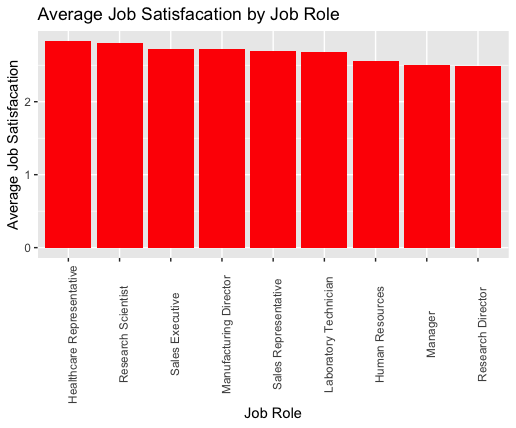 Average Job Satisfacation by Job Role
Average Job Satisfacation
2
1
0
Healthcare Representative
Research Scientist
Sales Executive
Manufacturing Director
Sales Representative
Laboratory Technician
Human Resources
Manager
Research Director
Job Role